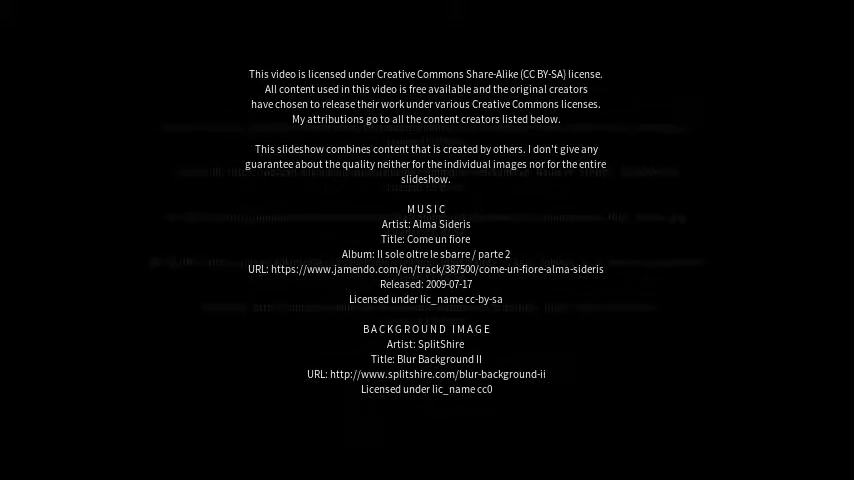 This video is licensed under Creative Commons Share-Alike (CC BY-SA) license.
All content used in this video is free available and the original creators
have chosen to release their work under various Creative Commons licenses.
My attributions go to all the content creators listed below.
This slideshow combines content that is created by others. I don't give any
guarantee about the quality neither for the individual images nor for the entire
slideshow.
MUSIC
Artist: Alma Sideris
Title: Come un fiore
Album: Il sole oltre le sbarre / parte 2
URL: https://www.jamendo.com/en/track/387500/come-un-fiore-alma-sideris
Released: 2009-07-17
Licensed under lic_name cc-by-sa
BACKGROUND IMAGE
Artist: SplitShire
Title: Blur Background II
URL: http://www.splitshire.com/blur-background-ii
Licensed under lic_name cc0